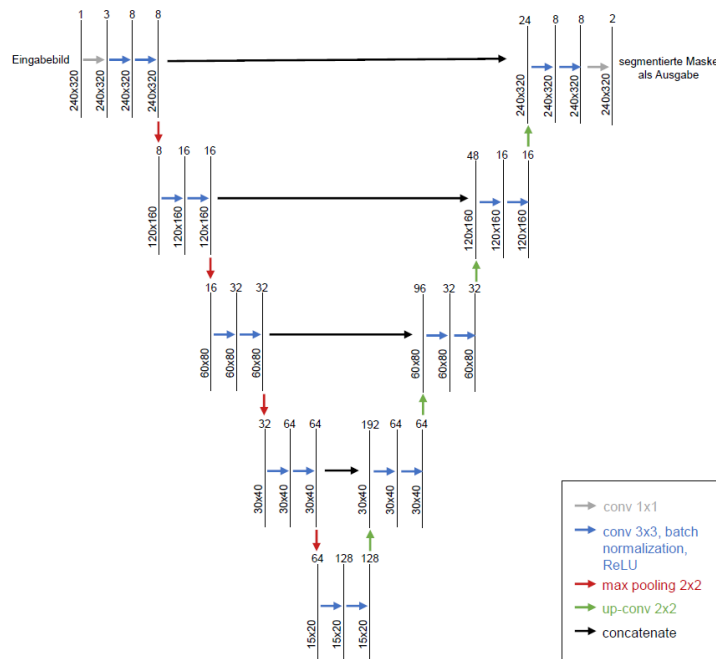 1 3 8 8
Eingabebild
240x320 240x320 240x320 240x320
24 8 8 2
segmentierte Maske
als Ausgabe
240x320 240x320 240x320 240x320
8 16 16
120x160 120x160 120x160
48 16 16
120x160 120x160 120x160
16 32 32
60x80 60x80 60x80
96 32 32
60x80 60x80 60x80
32 64 64
30x40 30x40 30x40
192 64 64
30x40 30x40 30x40
64 128 128
15x20 15x20 15x20
conv 1x1
conv 3x3, batch
normalization,
ReLU
max pooling 2x2
up-conv 2x2
concatenate